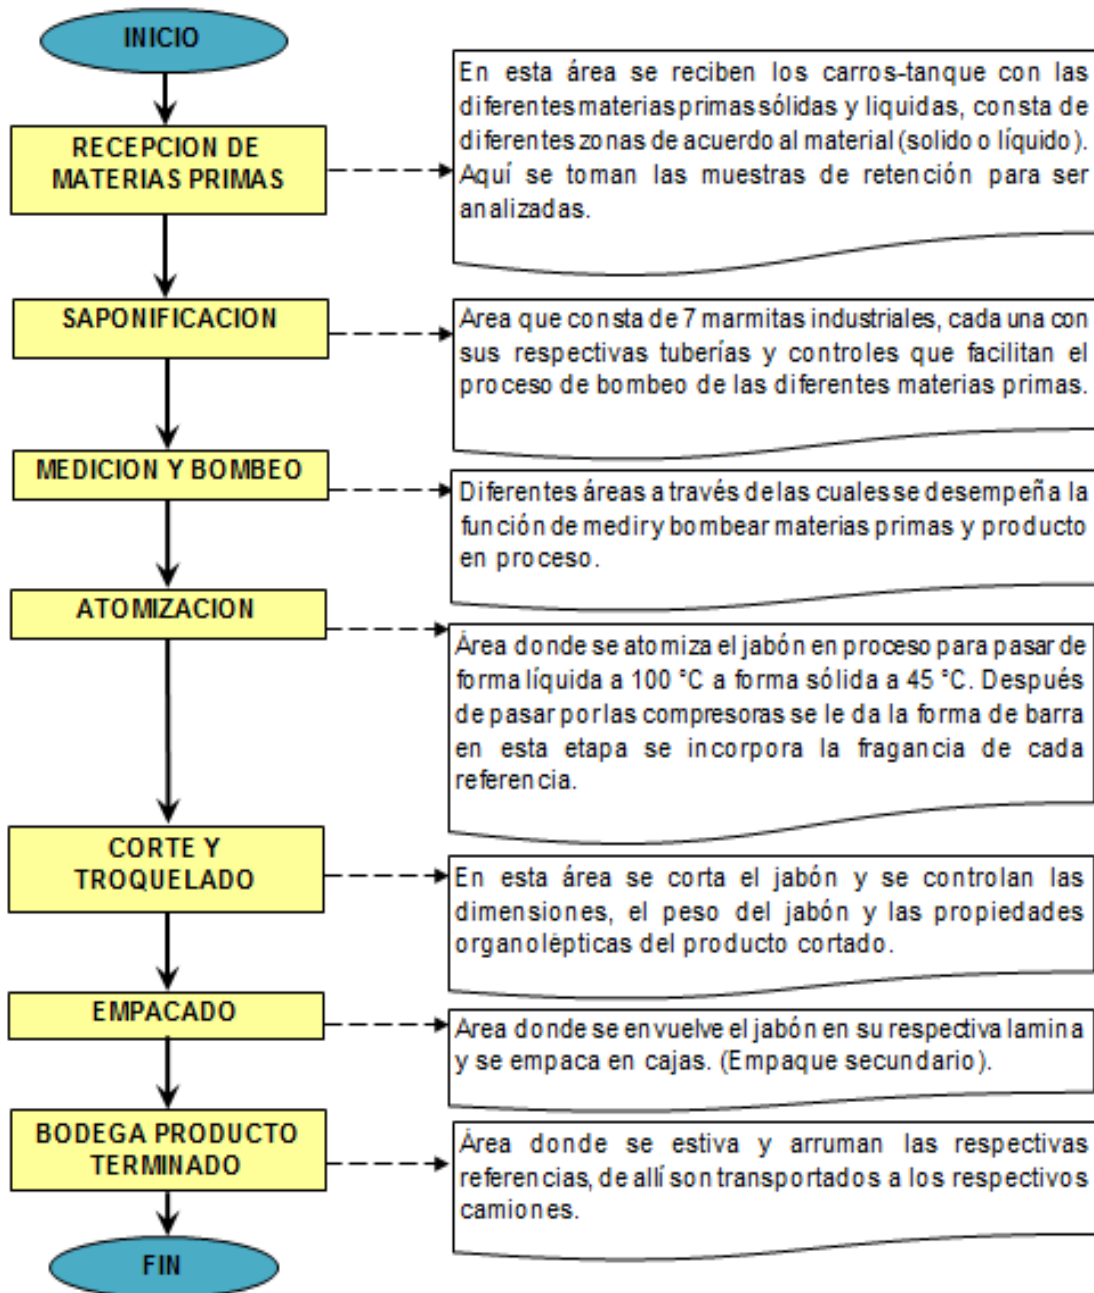 INICIO
RECEPCION DE
MATERIAS PRIMAS
En esta área se reciben los carros-tanque con las
diferentes materias primas sólidas y liquidas, consta de
diferentes zonas de acuerdo al material (solido o líquido).
Aquí se toman las muestras de retención para ser
analizadas.
SAPONIFICACION
Area que consta de 7 marmitas industriales, cada una con
sus respectivas tuberías y controles que facilitan el
proceso de bombeo de las diferentes materias primas.
MEDICION Y BOMBEO
Diferentes áreas a través de las cuales se desempeña la
función de medir y bombear materias primas y producto
en proceso.
ATOMIZACION
Área donde se atomiza el jabón en proceso para pasar de
forma líquida a 100 °C a forma sólida a 45 °C. Después
de pasar por las compresoras se le da la forma de barra
en esta etapa se incorpora la fragancia de cada
referencia.
CORTE Y
TROQUELADO
En esta área se corta el jabón y se controlan las
dimensiones, el peso del jabón y las propiedades
organolépticas del producto cortado.
EMPACADO
Area donde se envuelve el jabón en su respectiva lamina
y se empaca en cajas. (Empaque secundario).
BODEGA PRODUCTO
TERMINADO
Área donde se estiva y arruman las respectivas
referencias, de allí son transportados a los respectivos
camiones.
FIN